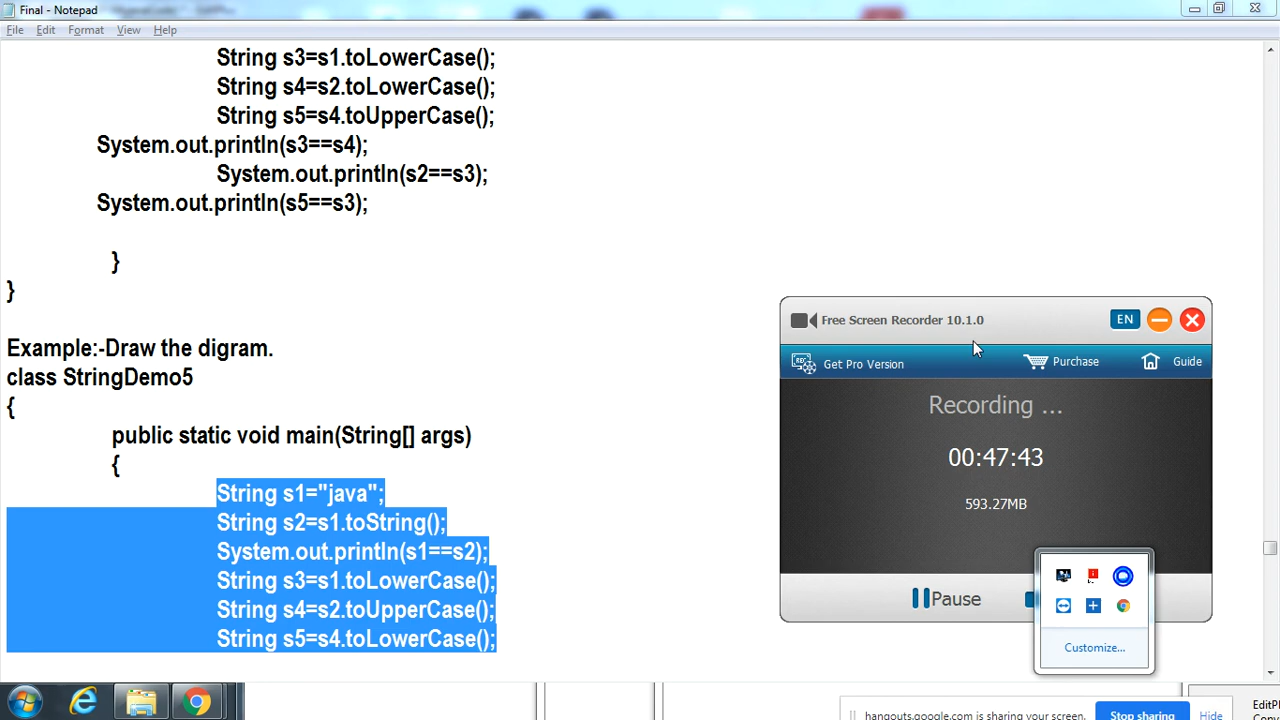 Final - Notepad
File Edit Format View Help
String s3=s1.toLowerCase();
String s4=s2.toLowerCase();
String s5=s4.toUpperCase();
System.out.println(s3==s4);
System.out.println(s2==s3);
System.out.println(s5==s3);
}
}
Example:-Draw the digram.
class StringDemo5
{
public static void main(String[] args)
{
String s1="java";
String s2=s1.toString();
System.out.println(s1==s2);
String s3=s1.toLowerCase();
String s4=s2.toUpperCase();
String s5=s4.toLowerCase();
Free Screen Recorder 10.1.0 EN
Get Pro Version Purchase Guide
Recording ...
00:47:43
593.27MB
Pause
Customize...
hangouts.google.com is sharing your screen. Stop sharing Hide